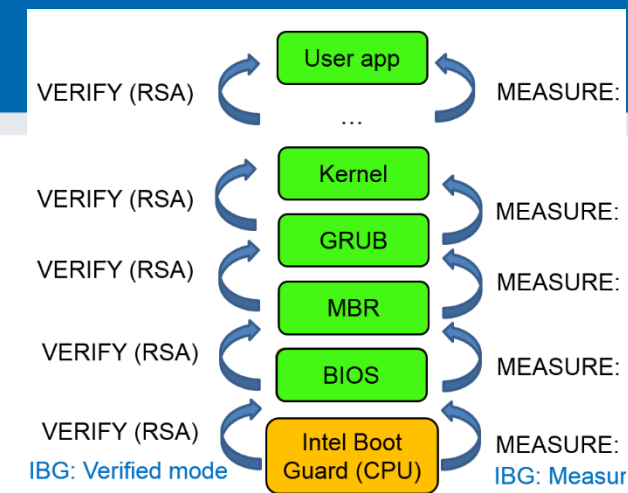 User app
VERIFY (RSA)
MEASURE:
...
Kernel
VERIFY (RSA)
MEASURE:
GRUB
VERIFY (RSA)
MEASURE:
MBR
VERIFY (RSA)
MEASURE:
BIOS
VERIFY (RSA)
MEASURE:
Intel Boot
Guard (CPU)
IBG: Verified mode
IBG: Measur